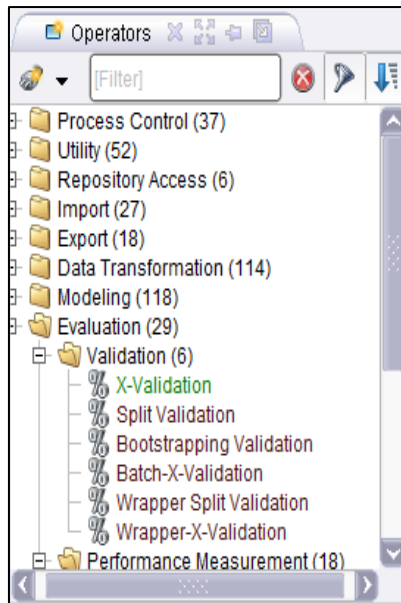 Operators
[Filter]
Process Control (37)
Utility (52)
Repository Access (6)
Import (27)
Export (18)
Data Transformation (114)
Modeling (118)
Evaluation (29)
Validation (6)
X-Validation
Split Validation
Bootstrapping Validation
Batch-X-Validation
Wrapper Split Validation
Wrapper-X-Validation
Performance Measurement (18)